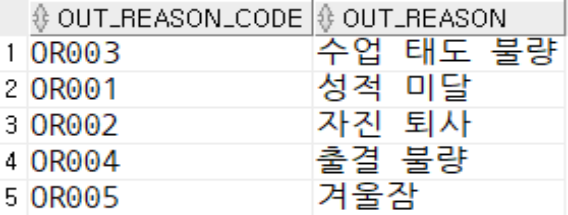 OUT_REASON_CODE OUT_REASON
1 OR003 수업 태도 불량
2 OR001 성적 미달
3 OR002 자진 퇴사
4 OR004 출결 불량
5 OR005 겨울잠